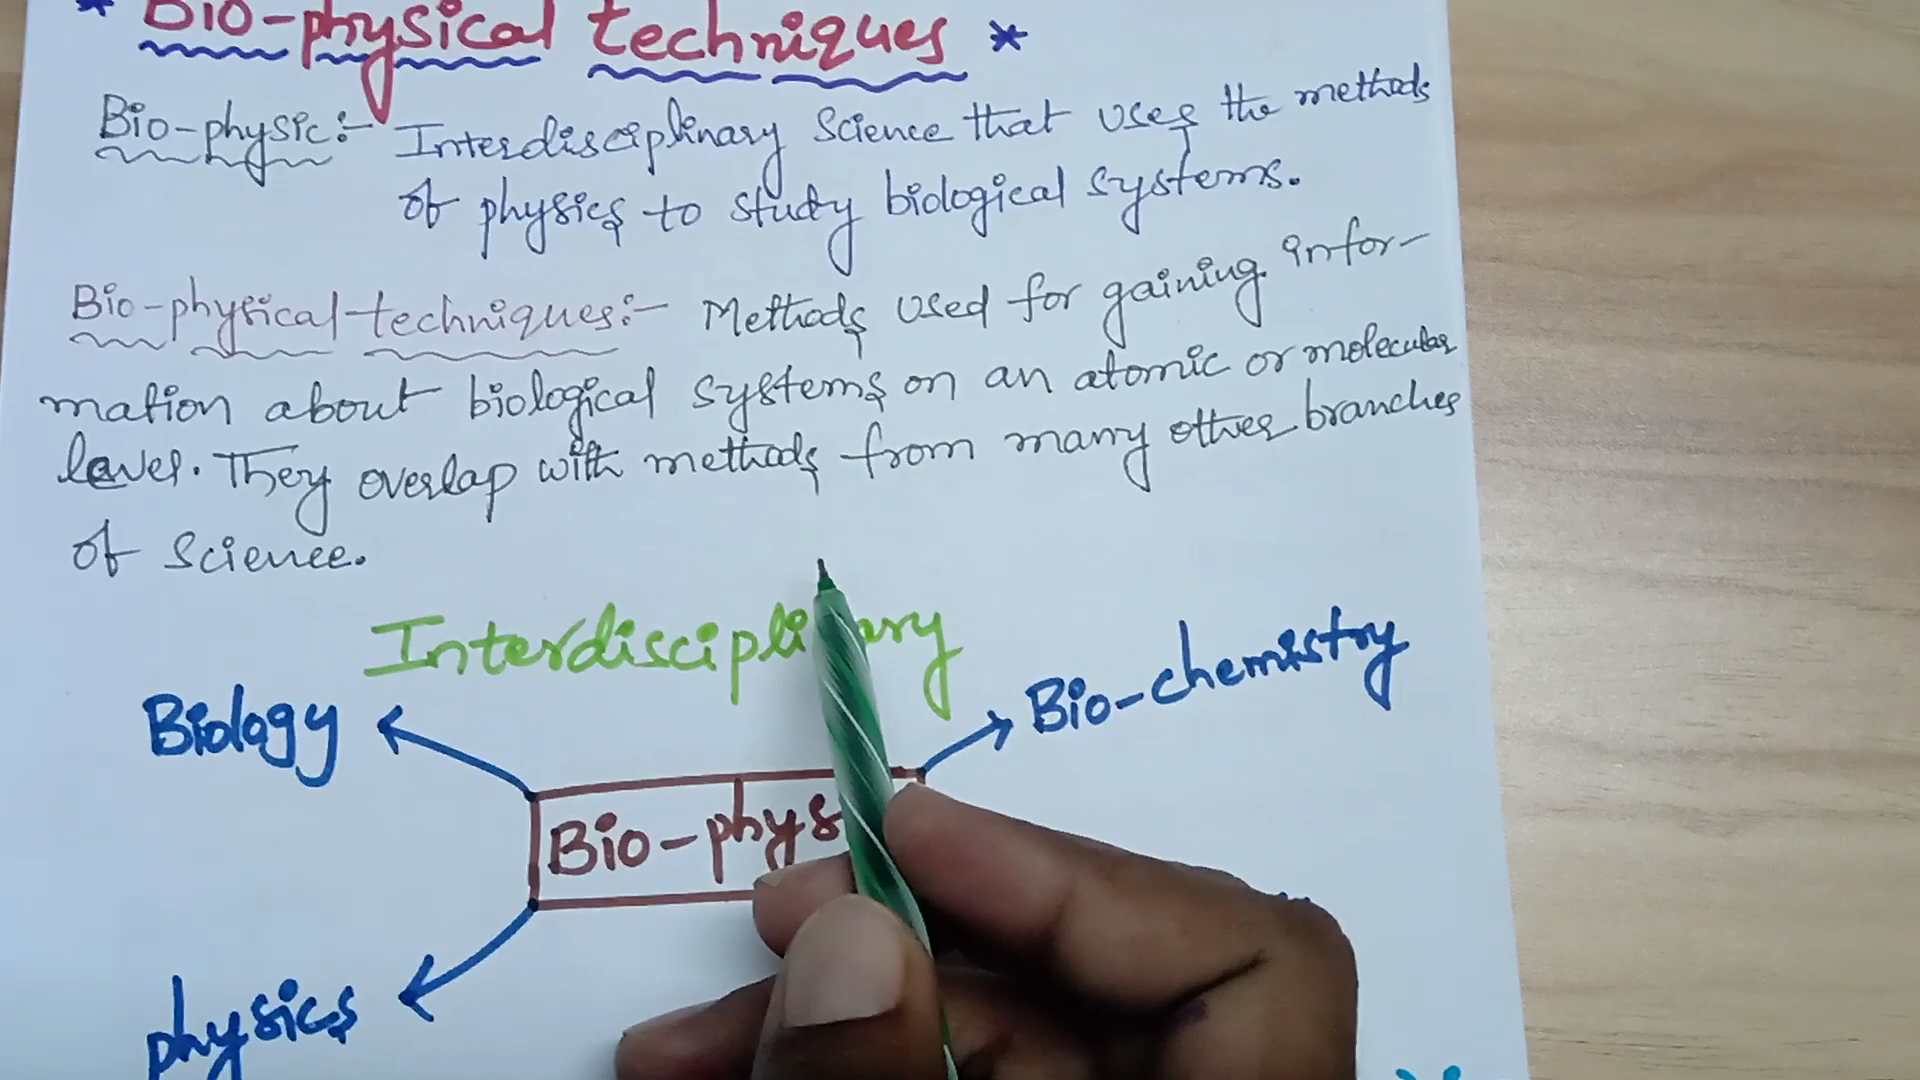 * Bio-physical techniques *
Bio-physic:- Interdisciplinary Science that uses the methods
of physics to study biological systems.
Bio-physical techniques:- Methods used for gaining infor-
mation about biological systems on an atomic or molecular
level. They overlap with methods from many other branches
of Science.
Interdisciplinary
Biology
Bio-chemistry
Bio-phys
physics